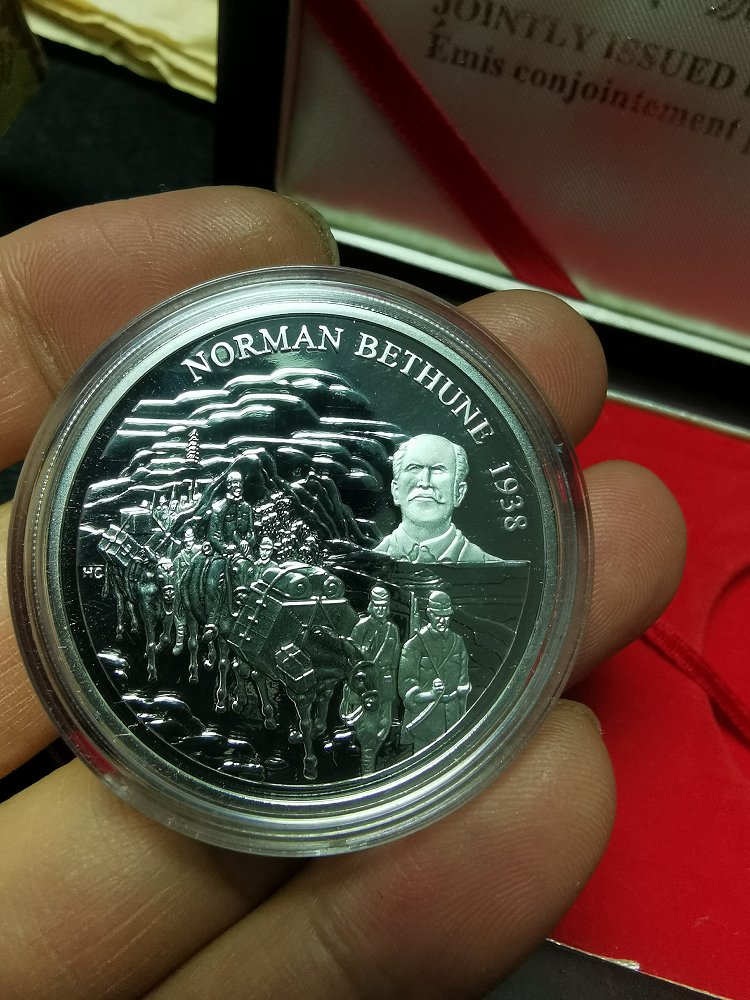 JOINTLY ISSUED
Émis conjointement
NORMAN BETHUNE 1938
HC